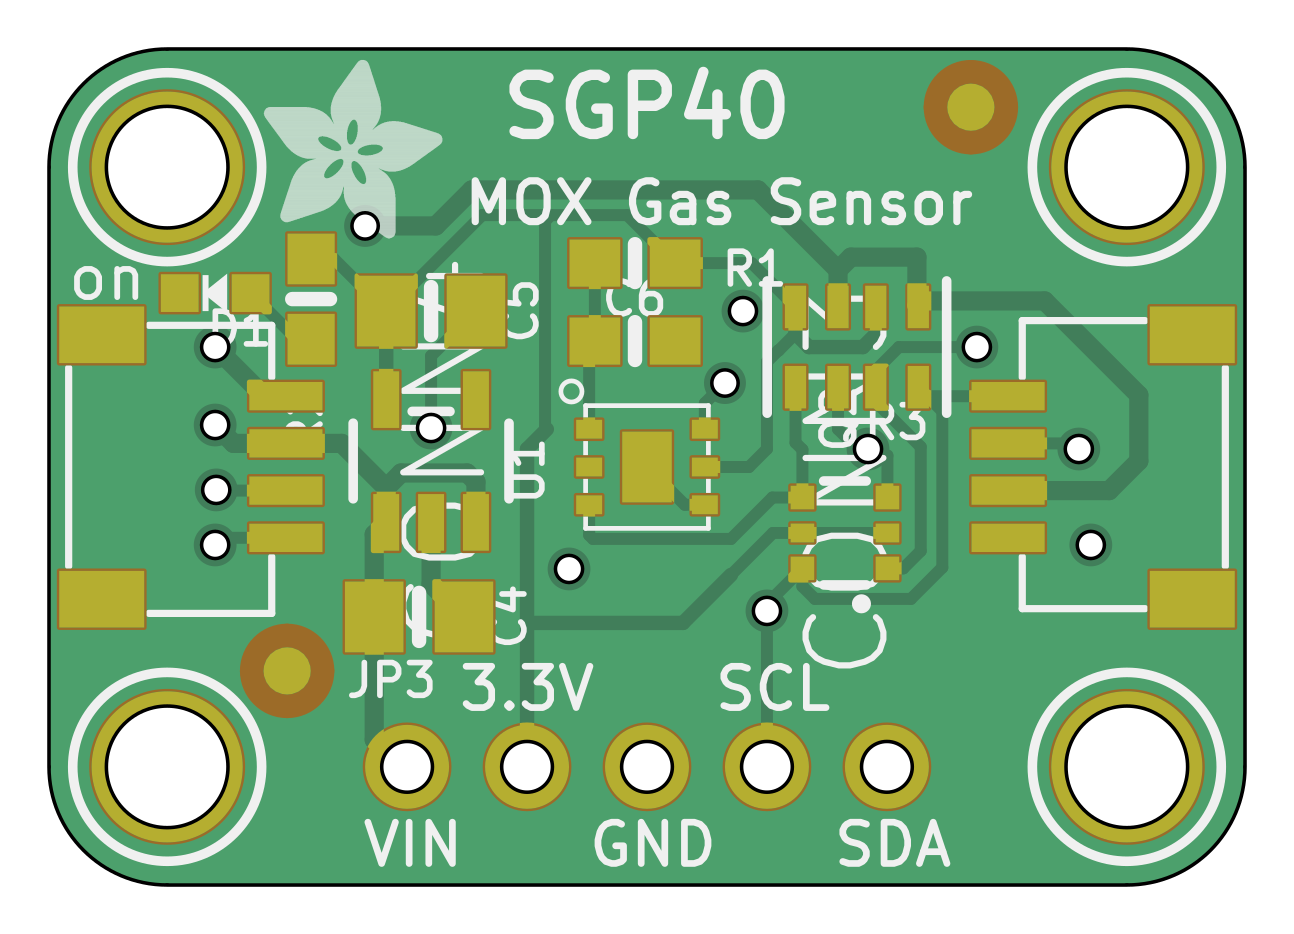 SGP40
MOX Gas Sensor
on
D1
C5
C6
R1
R3
U1
C4
JP3
3.3V
SCL
VIN
GND
SDA